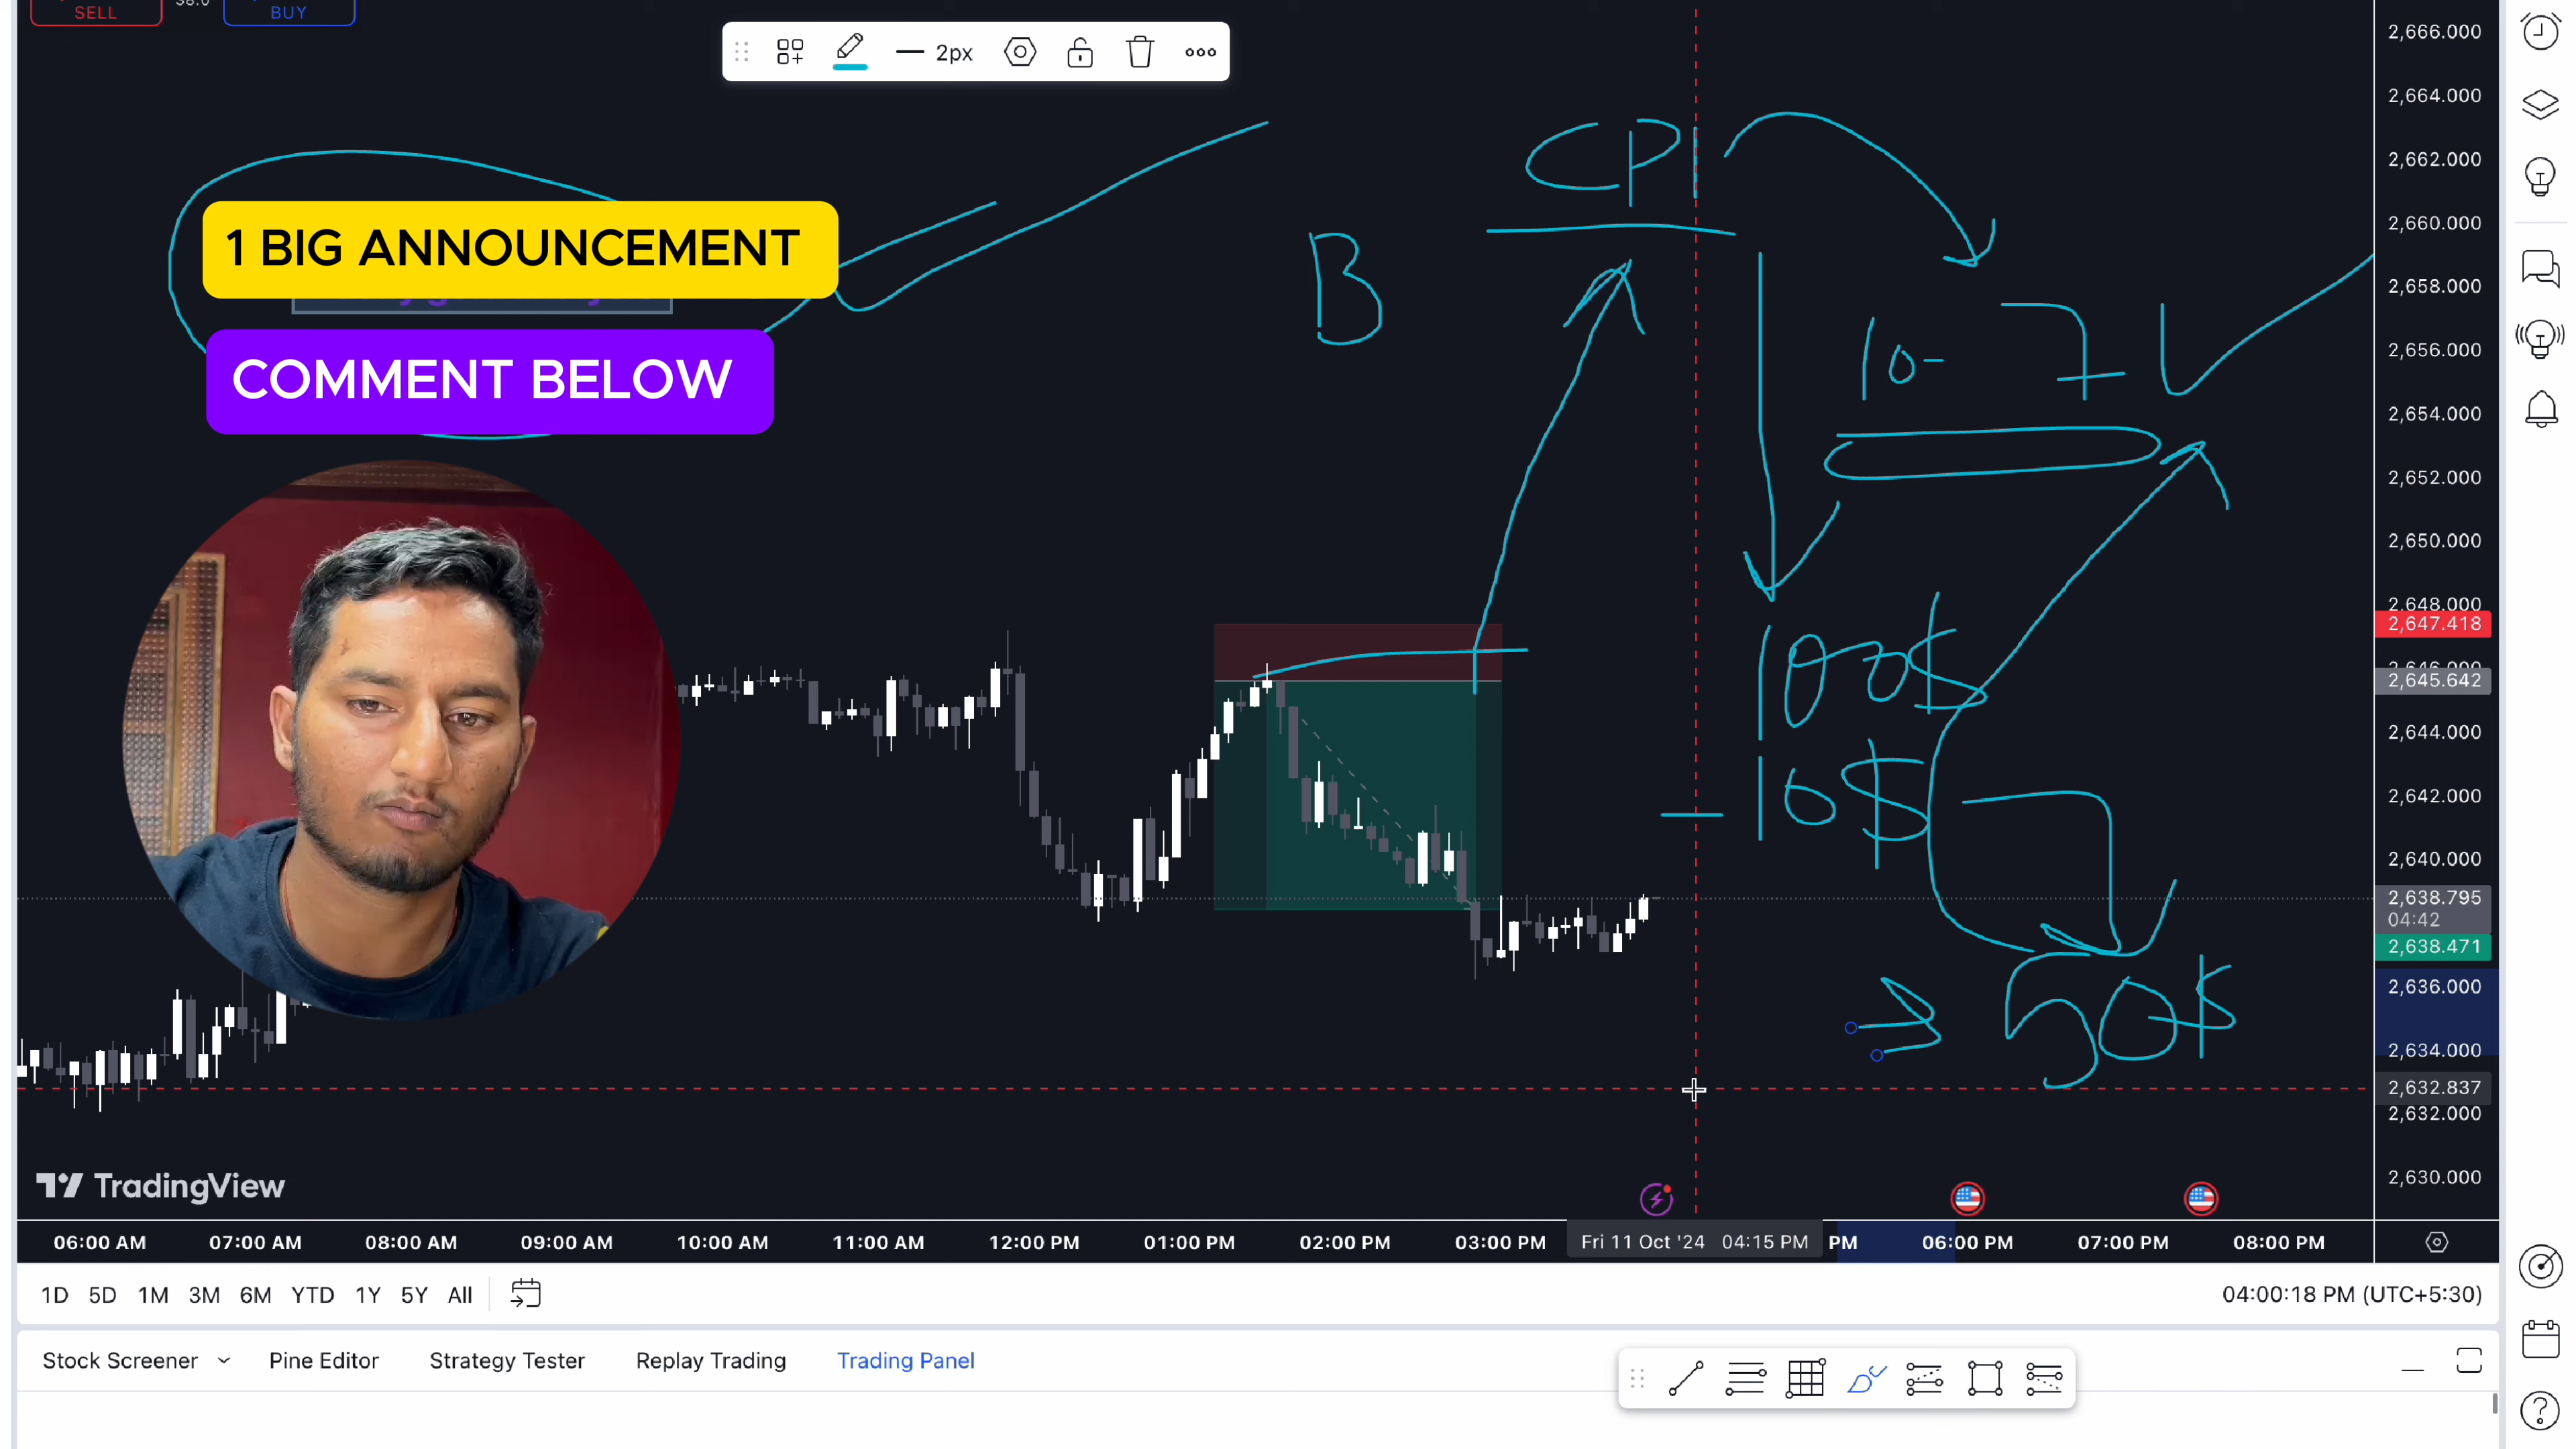 SELL
BUY
2px
1 BIG ANNOUNCEMENT
COMMENT BELOW
CPI
B
10-7
100$
-10$
50$
2,666.000
2,664.000
2,662.000
2,660.000
2,658.000
2,656.000
2,654.000
2,652.000
2,650.000
2,648.000
2,647.418
2,645.642
2,644.000
2,642.000
2,640.000
2,638.795
04:42
2,638.471
2,636.000
2,634.000
2,632.837
2,632.000
2,630.000
TradingView
06:00 AM 07:00 AM 08:00 AM 09:00 AM 10:00 AM 11:00 AM 12:00 PM 01:00 PM 02:00 PM 03:00 PM Fri 11 Oct '24 04:15 PM PM 06:00 PM 07:00 PM 08:00 PM
1D 5D 1M 3M 6M YTD 1Y 5Y All 04:00:18 PM (UTC+5:30)
Stock Screener Pine Editor Strategy Tester Replay Trading Trading Panel